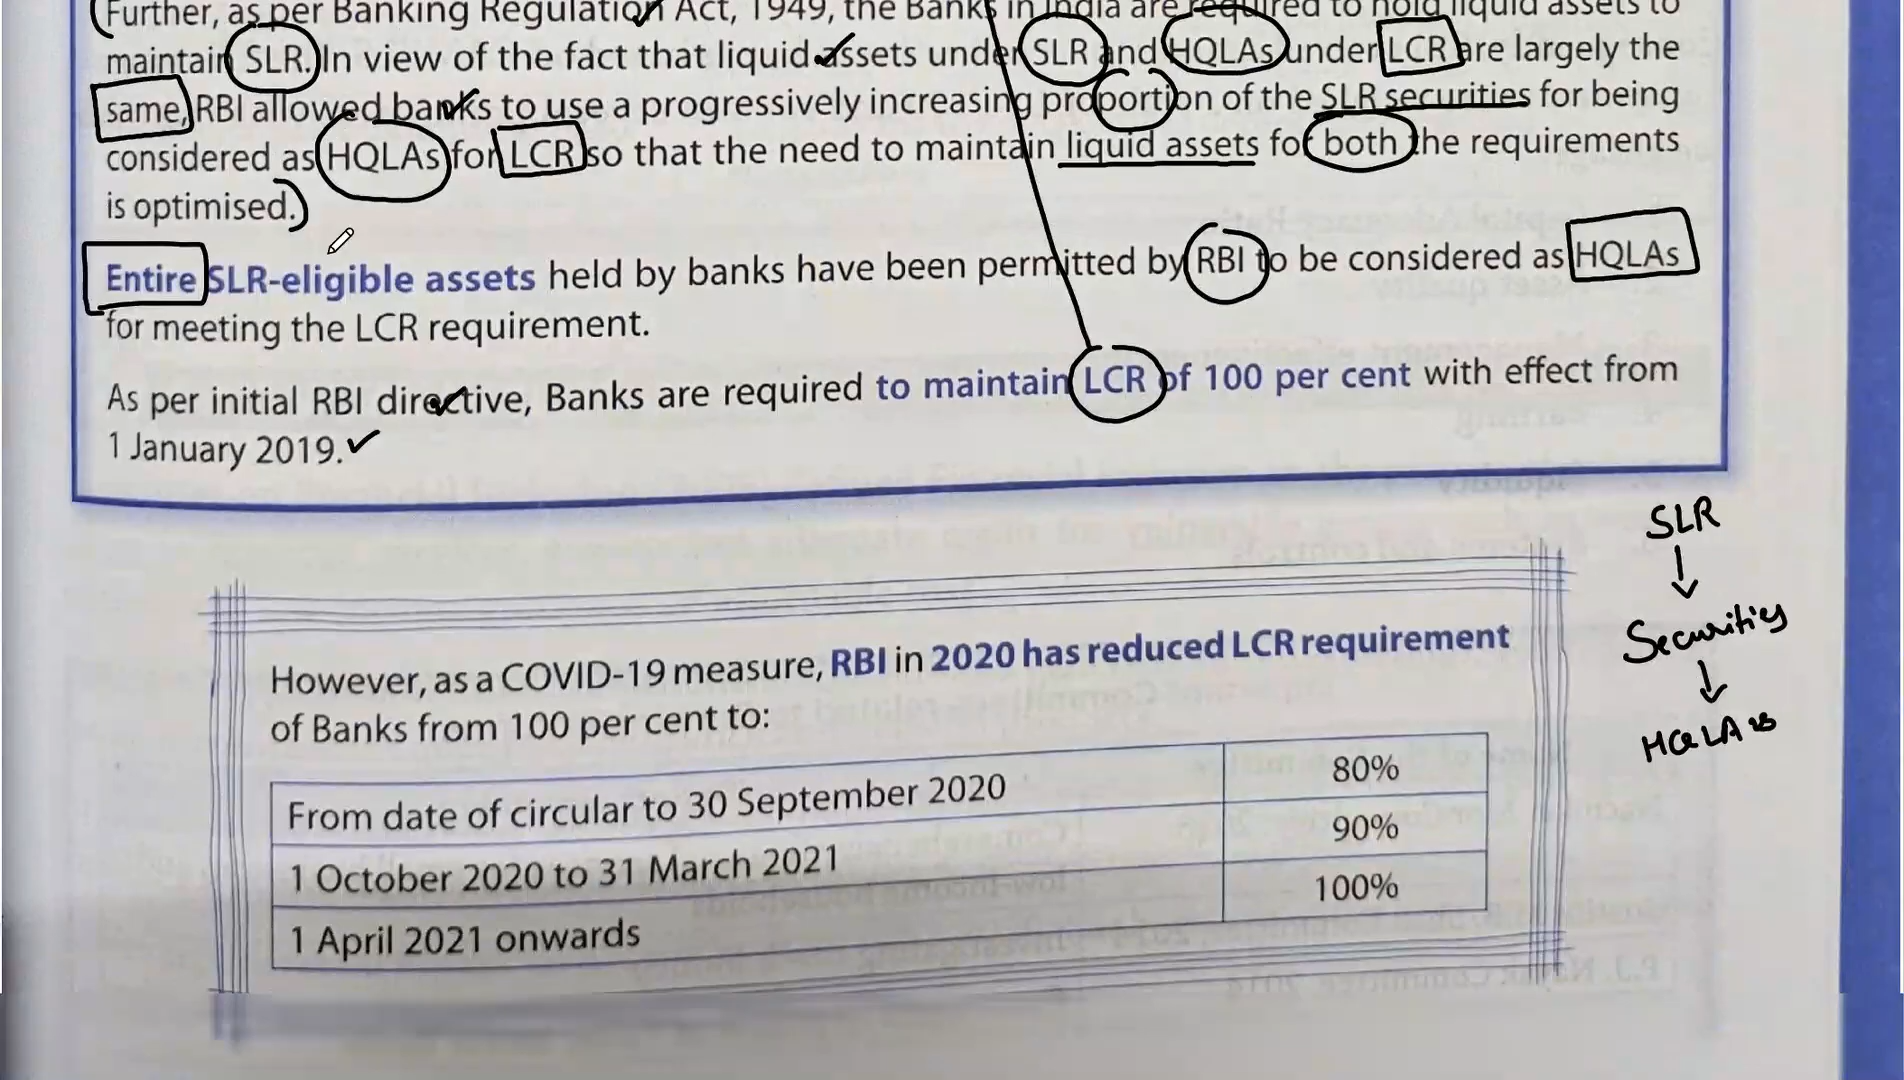 Further, as per Banking Regulation Act, 1949, the Banks in India are required to hold liquid assets to
maintain SLR. In view of the fact that liquid assets under SLR and HQLAs under LCR are largely the
same, RBI allowed banks to use a progressively increasing proportion of the SLR securities for being
considered as HQLAs for LCR so that the need to maintain liquid assets for both the requirements
is optimised.
Entire SLR-eligible assets held by banks have been permitted by RBI to be considered as HQLAs
for meeting the LCR requirement.
As per initial RBI directive, Banks are required to maintain LCR of 100 per cent with effect from
1 January 2019.
SLR
Securities
HQLAs
However, as a COVID-19 measure, RBI in 2020 has reduced LCR requirement
of Banks from 100 per cent to:
From date of circular to 30 September 2020 80%
1 October 2020 to 31 March 2021 90%
1 April 2021 onwards 100%